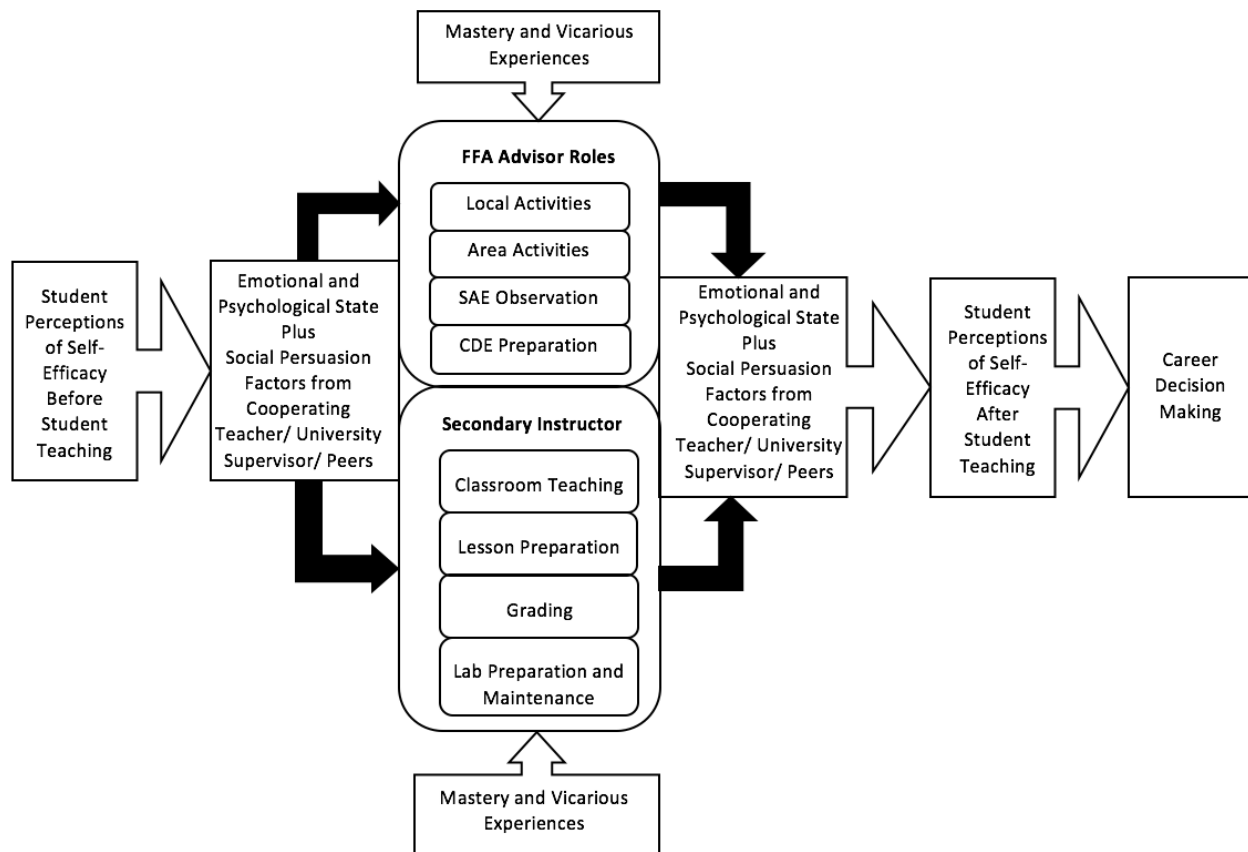 Mastery and Vicarious
Experiences
FFA Advisor Roles
Local Activities
Area Activities
SAE Observation
CDE Preparation
Student
Perceptions
of Self-
Efficacy
Before
Student
Teaching
Emotional and
Psychological State
Plus
Social Persuasion
Factors from
Cooperating
Teacher/ University
Supervisor/ Peers
Secondary Instructor
Classroom Teaching
Lesson Preparation
Grading
Lab Preparation and
Maintenance
Emotional and
Psychological State
Plus
Social Persuasion
Factors from
Cooperating
Teacher/ University
Supervisor/ Peers
Student
Perceptions
of Self-
Efficacy
After
Student
Teaching
Career
Decision
Making
Mastery and Vicarious
Experiences